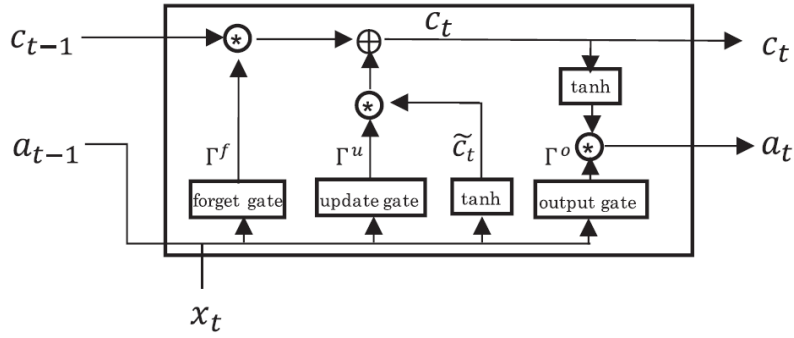 c_{t-1} * ⊕ c_t c_t
tanh
*
a_{t-1} Γ^f Γ^u c̃_t Γ^o * a_t
forget gate update gate tanh output gate
x_t